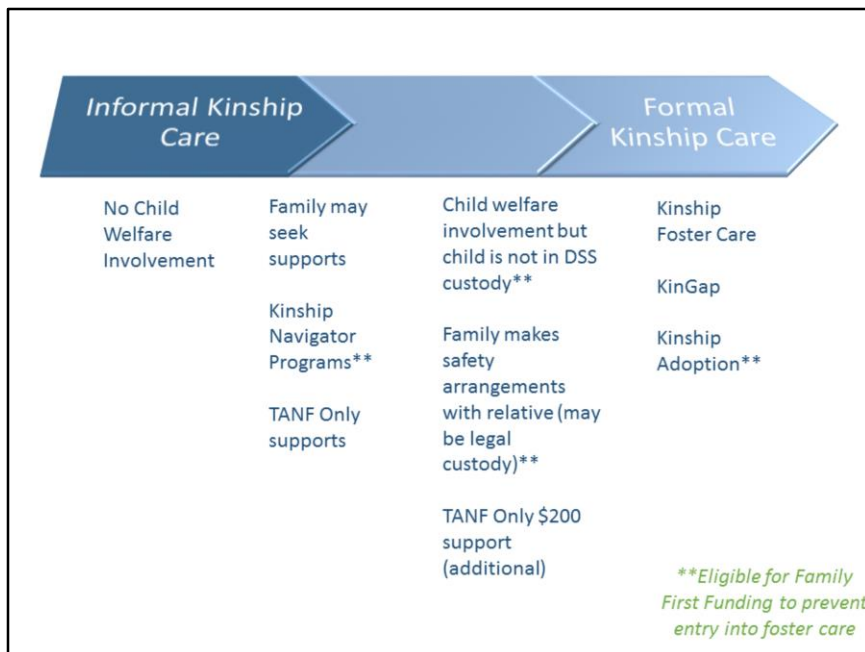 Informal Kinship
Care
Formal
Kinship Care
No Child
Welfare
Involvement
Family may
seek
supports
Kinship
Navigator
Programs**
TANF Only
supports
Child welfare
involvement but
child is not in DSS
custody**
Family makes
safety
arrangements
with relative (may
be legal
custody)**
TANF Only $200
support
(additional)
Kinship
Foster Care
KinGap
Kinship
Adoption**
**Eligible for Family
First Funding to prevent
entry into foster care